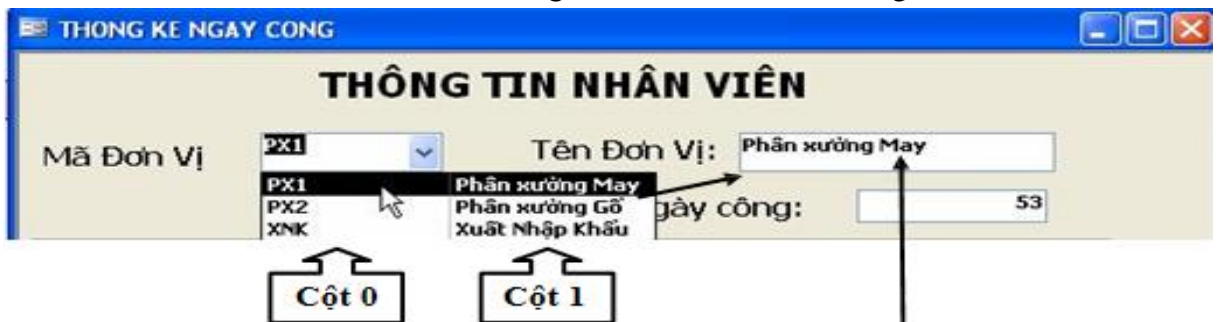 THONG KE NGAY CONG
THÔNG TIN NHÂN VIÊN
Mã Đơn Vị PX1 Tên Đơn Vị: Phân xưởng May
PX1 Phân xưởng May
PX2 Phân xưởng Gỗ gày công: 53
XNK Xuất Nhập Khẩu
Cột 0 Cột 1